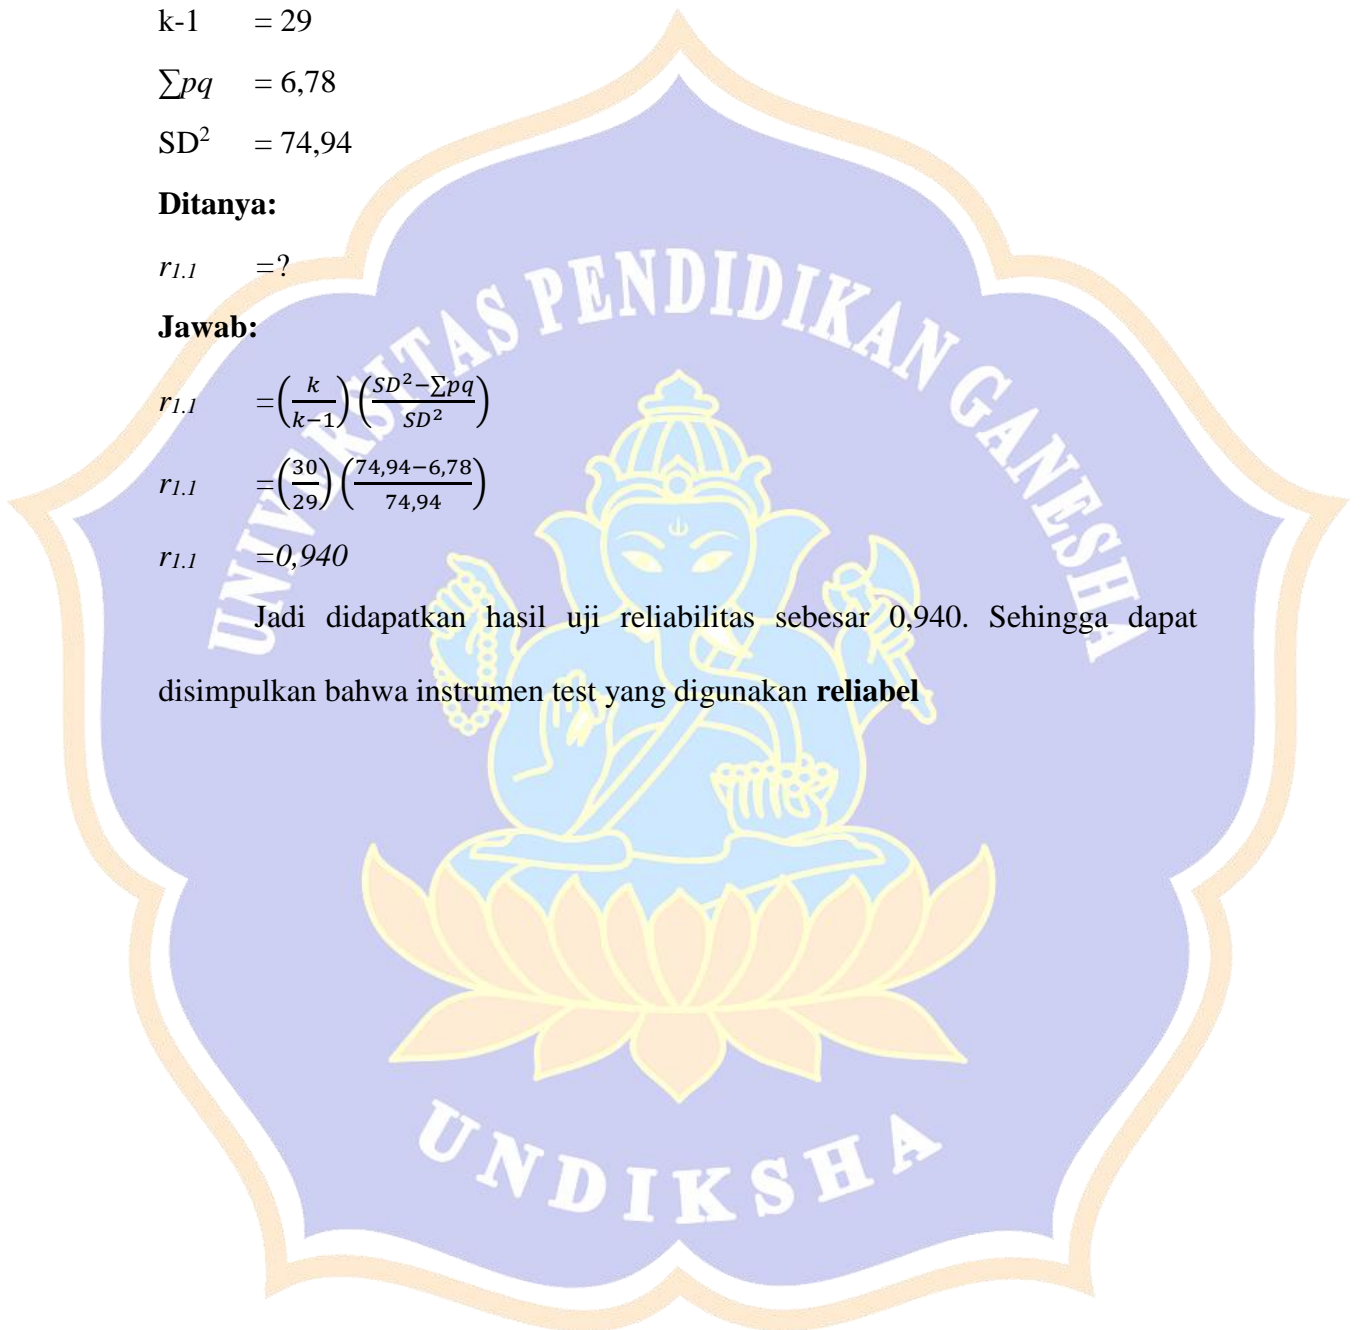 k-1 = 29
∑pq = 6,78
SD² = 74,94
Ditanya:
r1.1 =?
Jawab:
r1.1 =(k/(k−1)) ((SD²−∑pq)/SD²)
r1.1 =(30/29) ((74,94−6,78)/74,94)
r1.1 =0,940
Jadi didapatkan hasil uji reliabilitas sebesar 0,940. Sehingga dapat
disimpulkan bahwa instrumen test yang digunakan reliabel
UNIVERSITAS PENDIDIKAN GANESHA
UNDIKSHA